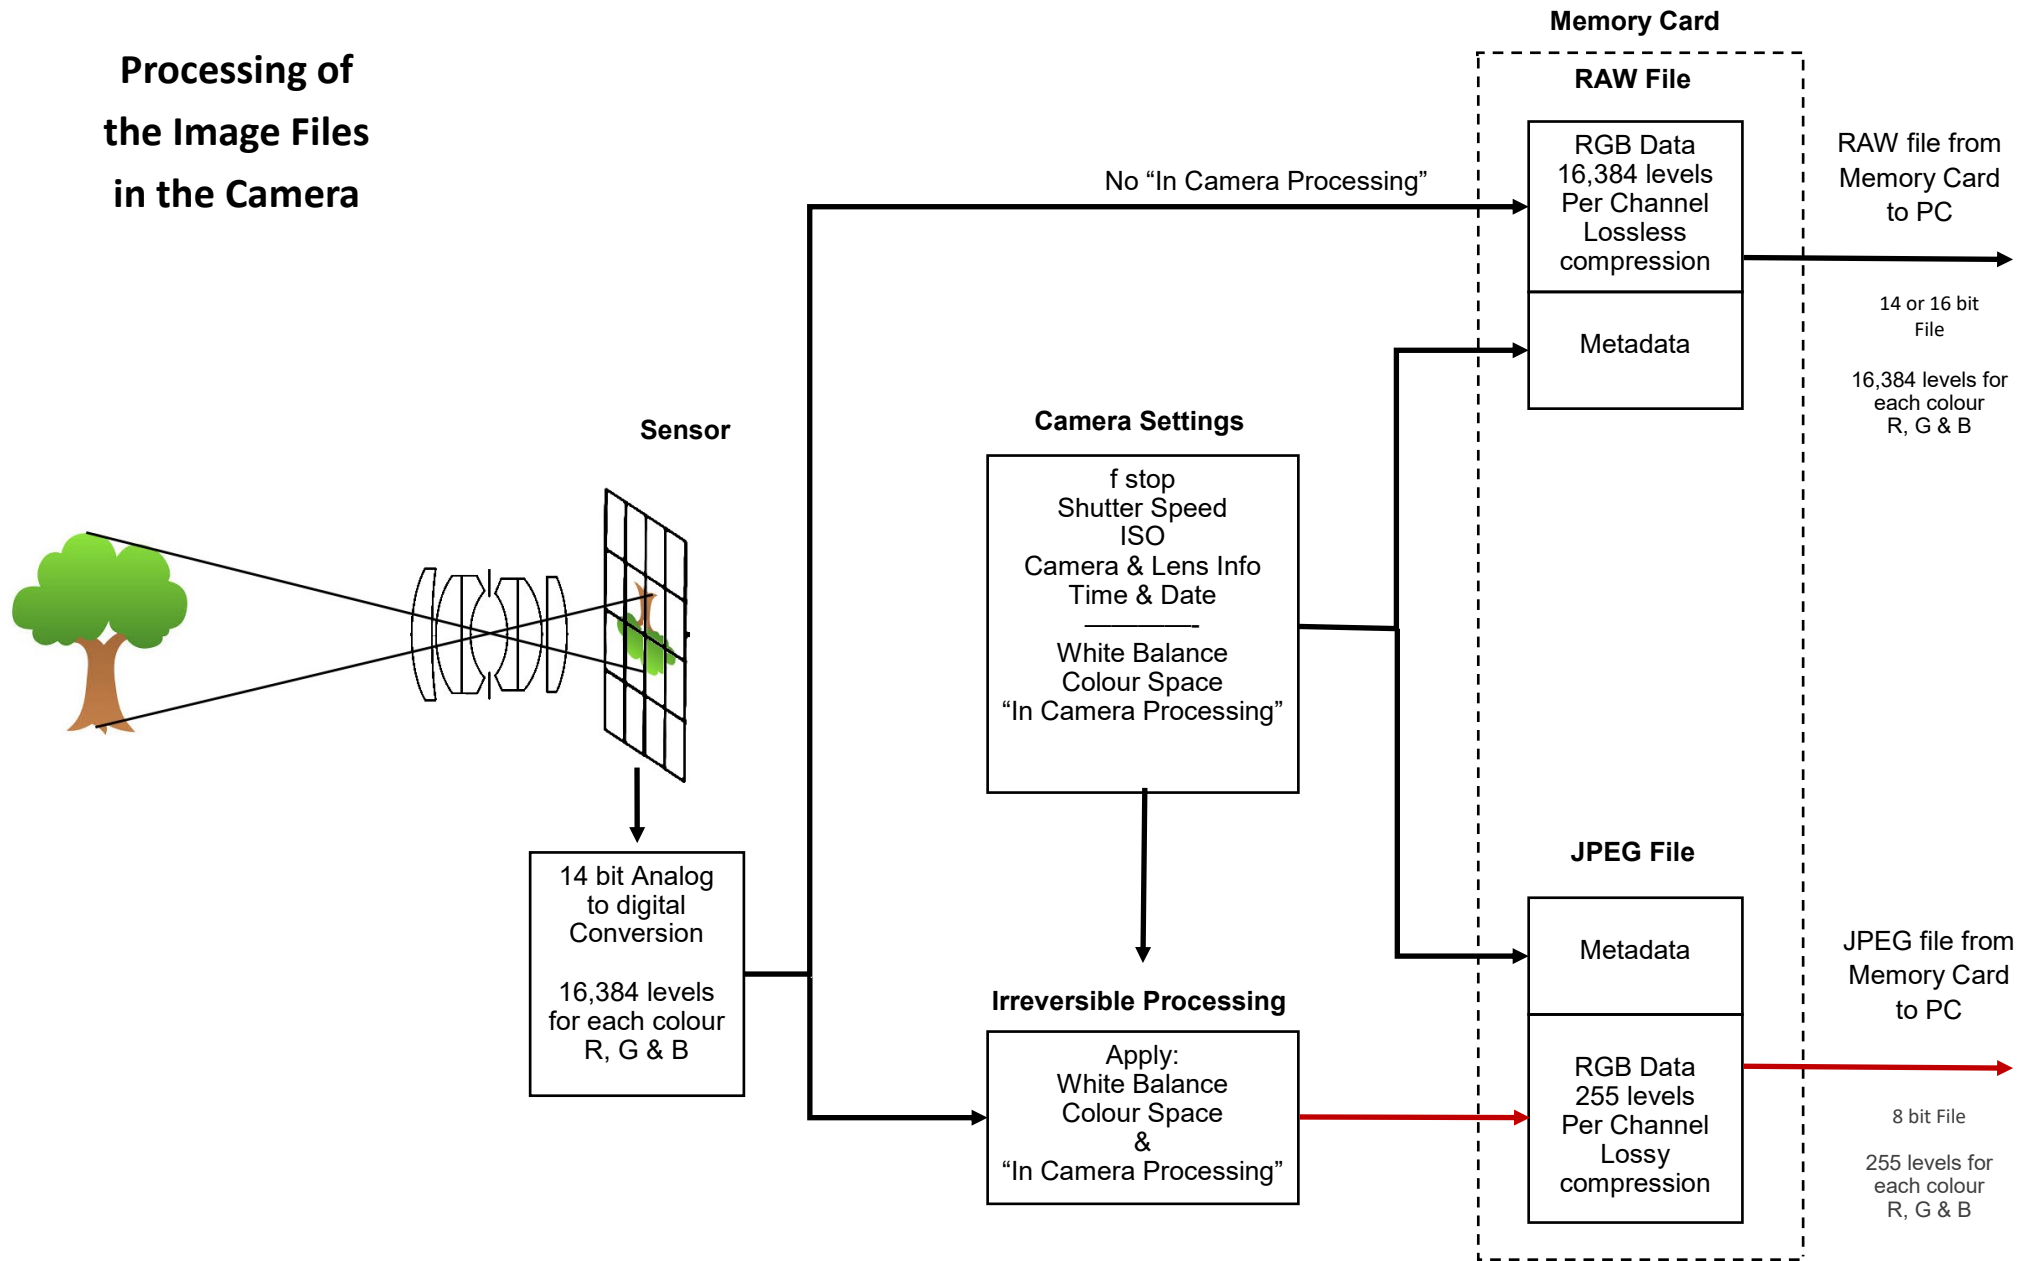 Processing of
the Image Files
in the Camera
Memory Card
RAW File
RGB Data
16,384 levels
Per Channel
Lossless
compression
Metadata
RAW file from
Memory Card
to PC
14 or 16 bit
File
16,384 levels for
each colour
R, G & B
No “In Camera Processing”
Sensor
Camera Settings
f stop
Shutter Speed
ISO
Camera & Lens Info
Time & Date
————-
White Balance
Colour Space
“In Camera Processing”
14 bit Analog
to digital
Conversion
16,384 levels
for each colour
R, G & B
Irreversible Processing
Apply:
White Balance
Colour Space
&
“In Camera Processing”
JPEG File
Metadata
RGB Data
255 levels
Per Channel
Lossy
compression
JPEG file from
Memory Card
to PC
8 bit File
255 levels for
each colour
R, G & B